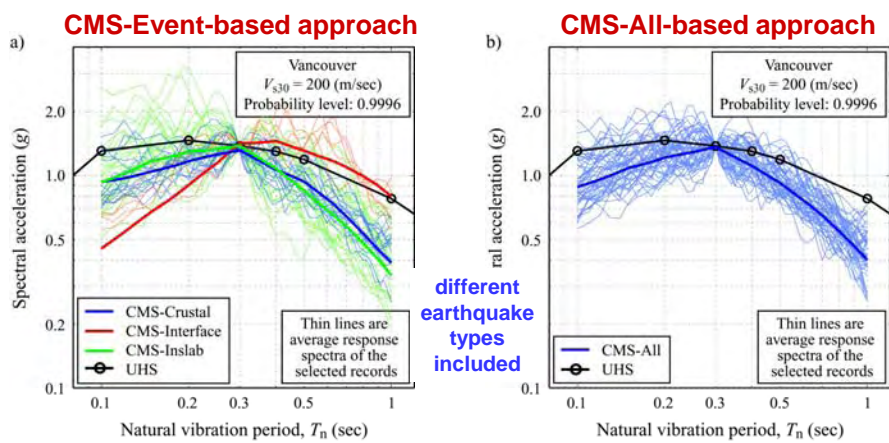 CMS-Event-based approach
CMS-All-based approach
a)
Vancouver
Vs30 = 200 (m/sec)
Probability level: 0.9996
2.0
1.0
0.5
0.2
0.1
Spectral acceleration (g)
CMS-Crustal
CMS-Interface
CMS-Inslab
UHS
Thin lines are
average response
spectra of the
selected records
0.1
0.2
0.3
0.5
1
Natural vibration period, Tn (sec)
different
earthquake
types
included
b)
Vancouver
Vs30 = 200 (m/sec)
Probability level: 0.9996
2.0
1.0
0.5
0.2
0.1
ral acceleration (g)
CMS-All
UHS
Thin lines are
average response
spectra of the
selected records
0.1
0.2
0.3
0.5
1
Natural vibration period, Tn (sec)